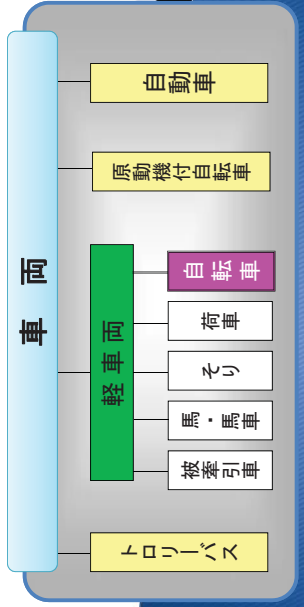 車両
自動車
原動機付自転車
軽車両
自転車
荷車
そり
馬・馬車
被牽引車
トロリーバス